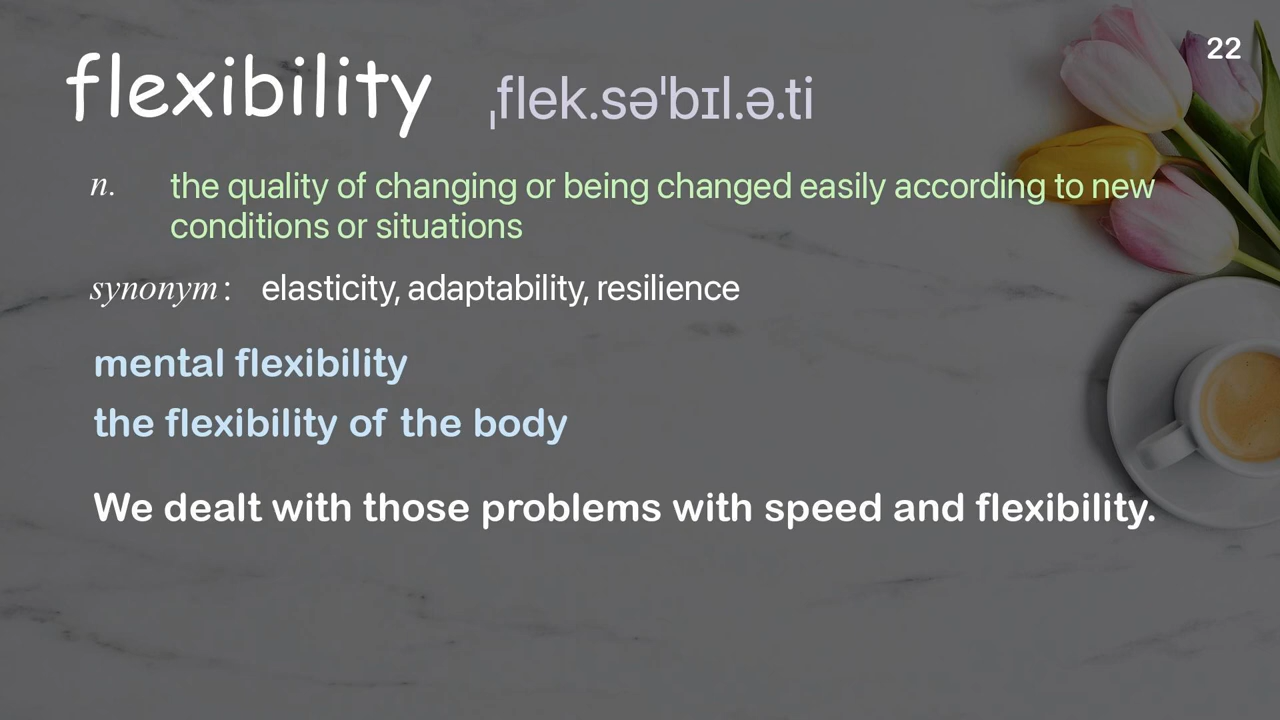 22
flexibility ˌflek.səˈbɪl.ə.ti
n. the quality of changing or being changed easily according to new
conditions or situations
synonym: elasticity, adaptability, resilience
mental flexibility
the flexibility of the body
We dealt with those problems with speed and flexibility.